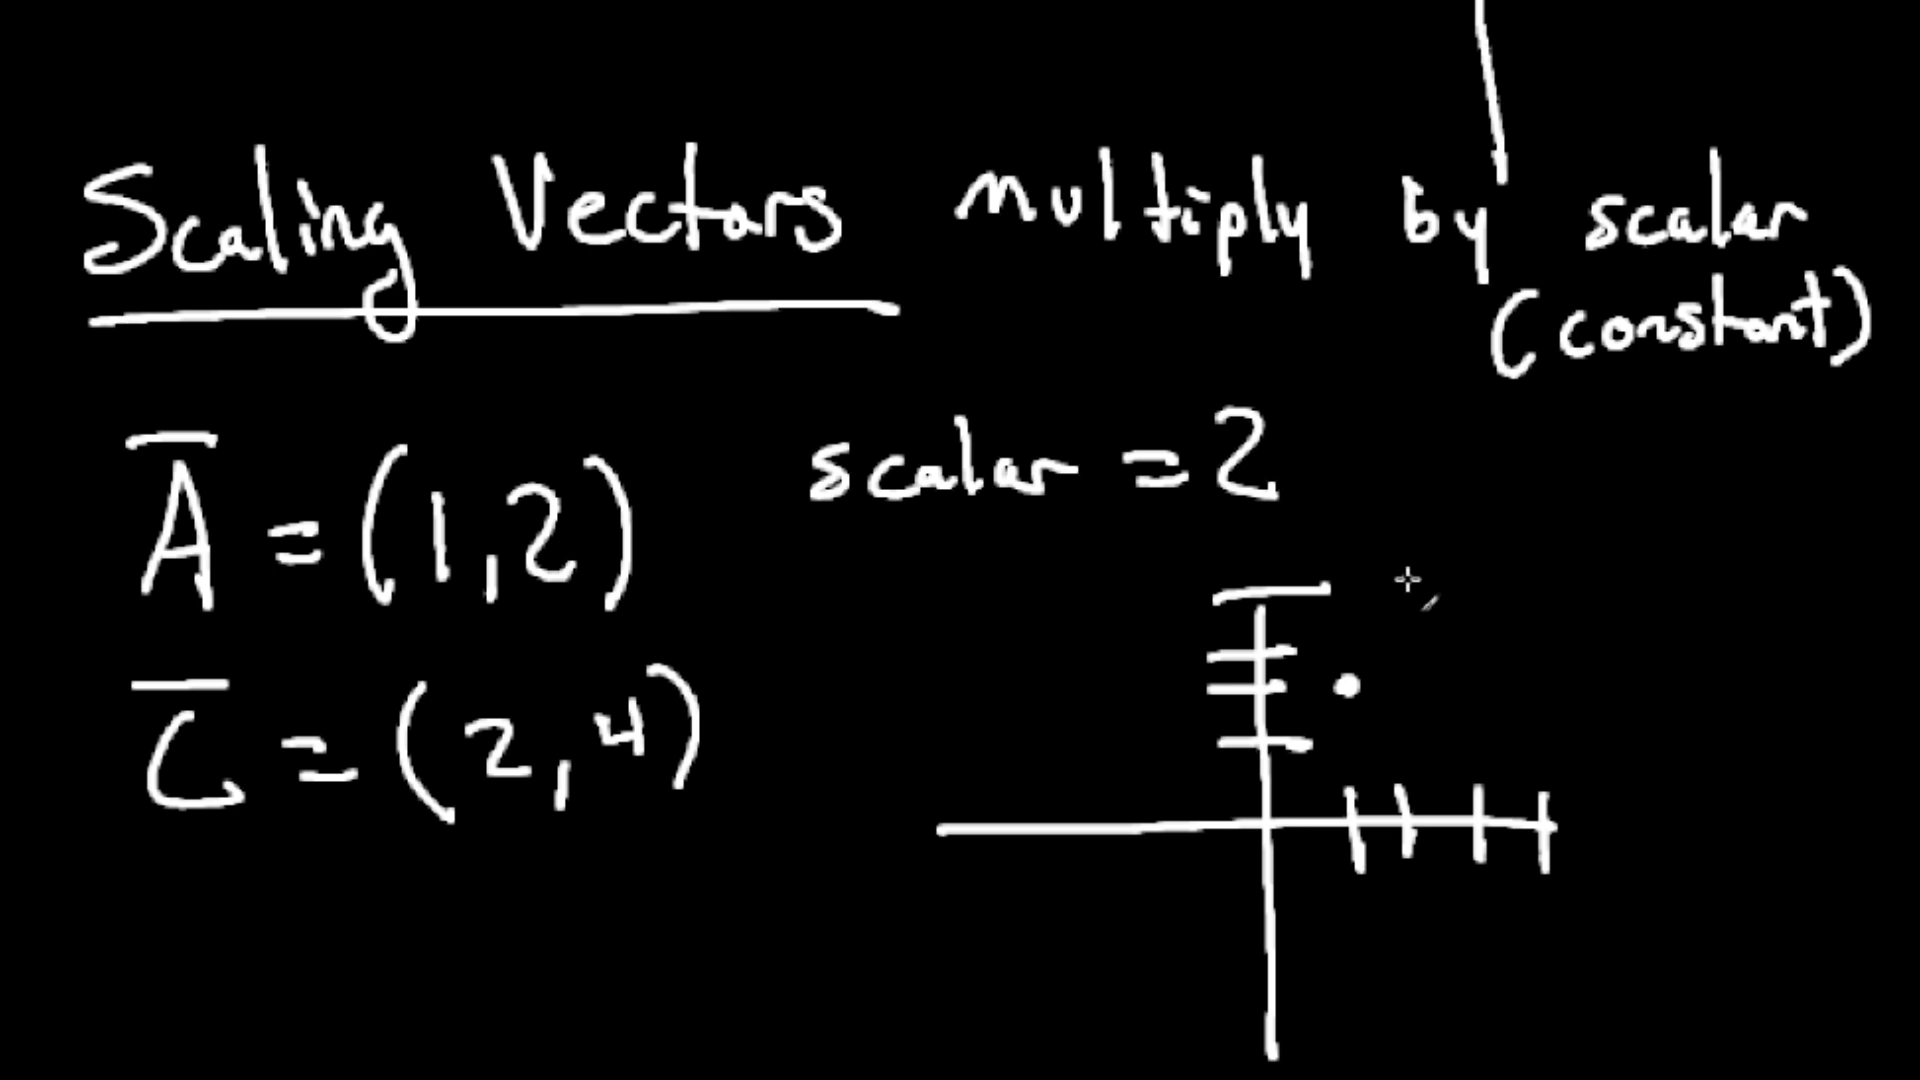 Scaling Vectors multiply by scalar
(constant)
scalar = 2
A̅ = (1,2)
C̅ = (2,4)